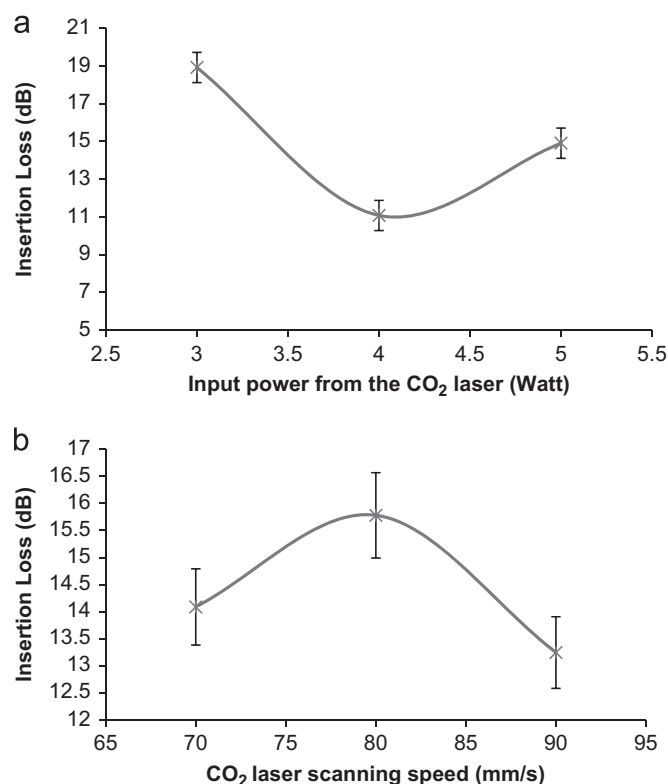 a
21
19
17
15
13
11
9
7
5
Insertion Loss (dB)
2.5 3 3.5 4 4.5 5 5.5
Input power from the CO₂ laser (Watt)
b
17
16.5
16
15.5
15
14.5
14
13.5
13
12.5
12
Insertion Loss (dB)
65 70 75 80 85 90 95
CO₂ laser scanning speed (mm/s)